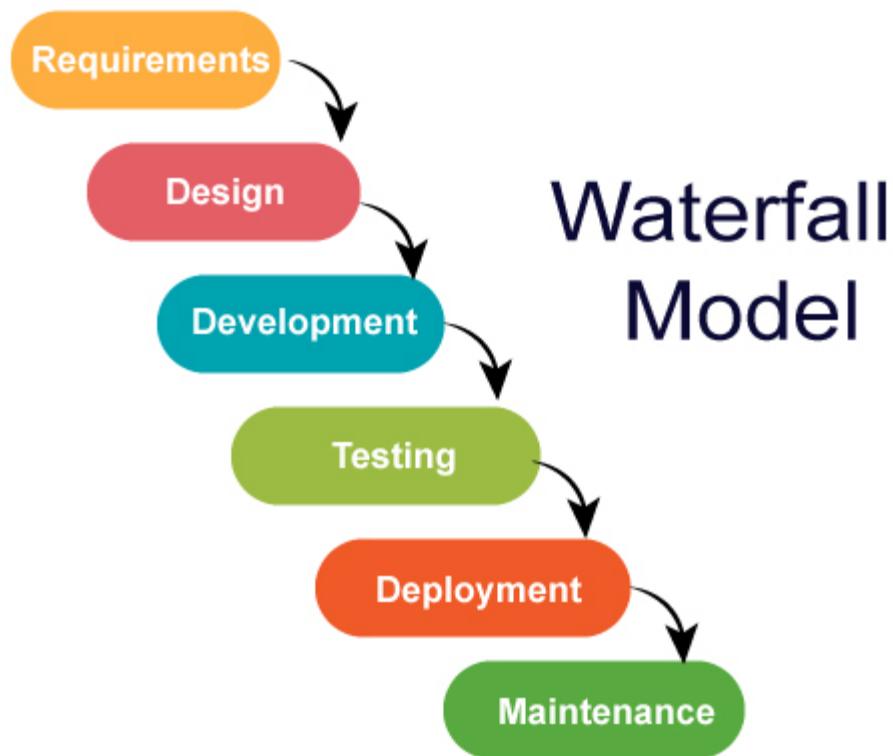 Requirements
Design
Waterfall
Model
Development
Testing
Deployment
Maintenance